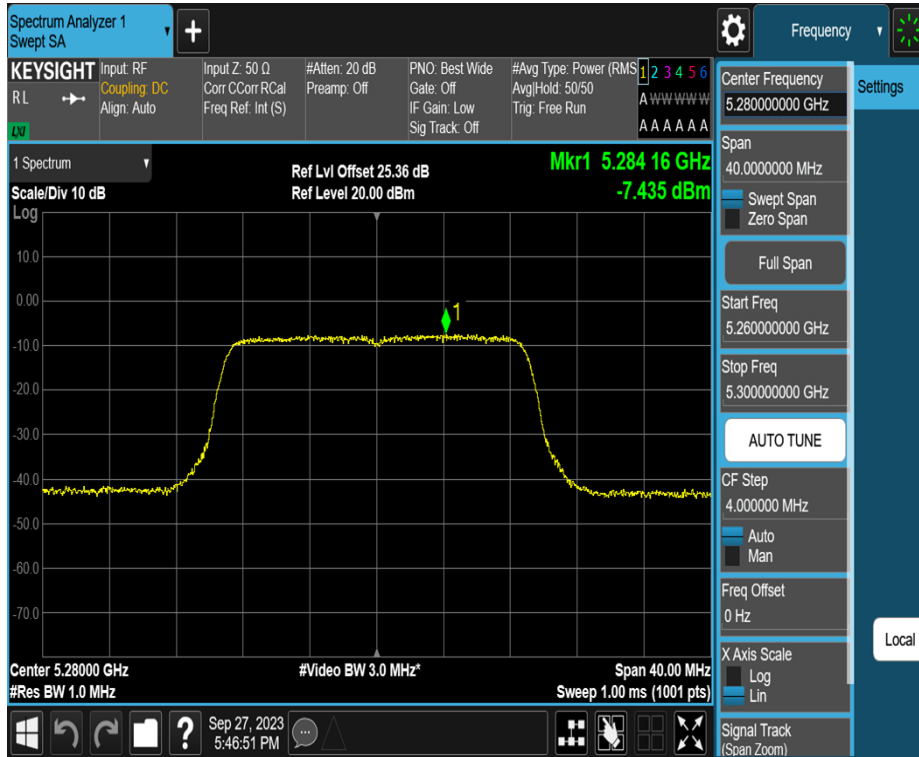 Spectrum Analyzer 1
Swept SA
+
Frequency
KEYSIGHT
RL
LXI
Input: RF
Coupling: DC
Align: Auto
Input Z: 50 Ω
Corr CCorr RCal
Freq Ref: Int (S)
#Atten: 20 dB
Preamp: Off
PNO: Best Wide
Gate: Off
IF Gain: Low
Sig Track: Off
#Avg Type: Power (RMS
Avg|Hold: 50/50
Trig: Free Run
1 2 3 4 5 6
A W W W W W
A A A A A A
1 Spectrum
Scale/Div 10 dB
Log
Ref Lvl Offset 25.36 dB
Ref Level 20.00 dBm
Mkr1 5.284 16 GHz
-7.435 dBm
10.0
0.00
-10.0
-20.0
-30.0
-40.0
-50.0
-60.0
-70.0
1
Center 5.28000 GHz
#Res BW 1.0 MHz
#Video BW 3.0 MHz*
Span 40.00 MHz
Sweep 1.00 ms (1001 pts)
?
Sep 27, 2023
5:46:51 PM
Center Frequency
5.280000000 GHz
Span
40.0000000 MHz
Swept Span
Zero Span
Full Span
Start Freq
5.260000000 GHz
Stop Freq
5.300000000 GHz
AUTO TUNE
CF Step
4.000000 MHz
Auto
Man
Freq Offset
0 Hz
X Axis Scale
Log
Lin
Signal Track
(Span Zoom)
Settings
Local